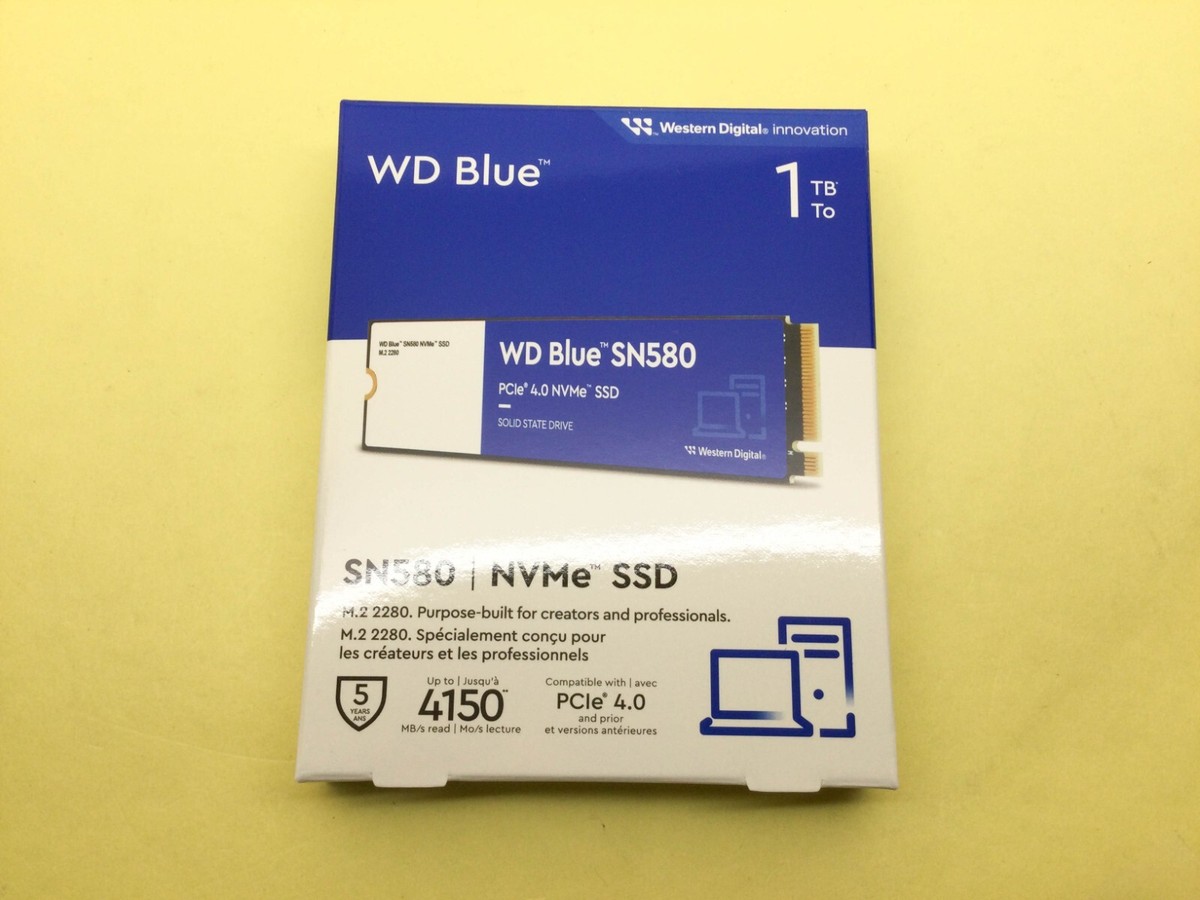 Western Digital® innovation
WD Blue™
1 TB*
To
WD Blue™ SN580 NVMe™ SSD
M.2 2280
WD Blue™ SN580
PCIe® 4.0 NVMe™ SSD
SOLID STATE DRIVE
Western Digital®
SN580 | NVMe™ SSD
M.2 2280. Purpose-built for creators and professionals.
M.2 2280. Spécialement conçu pour
les créateurs et les professionnels
5
YEARS
ANS
Up to | Jusqu'à
4150**
MB/s read | Mo/s lecture
Compatible with | avec
PCIe® 4.0
and prior
et versions antérieures